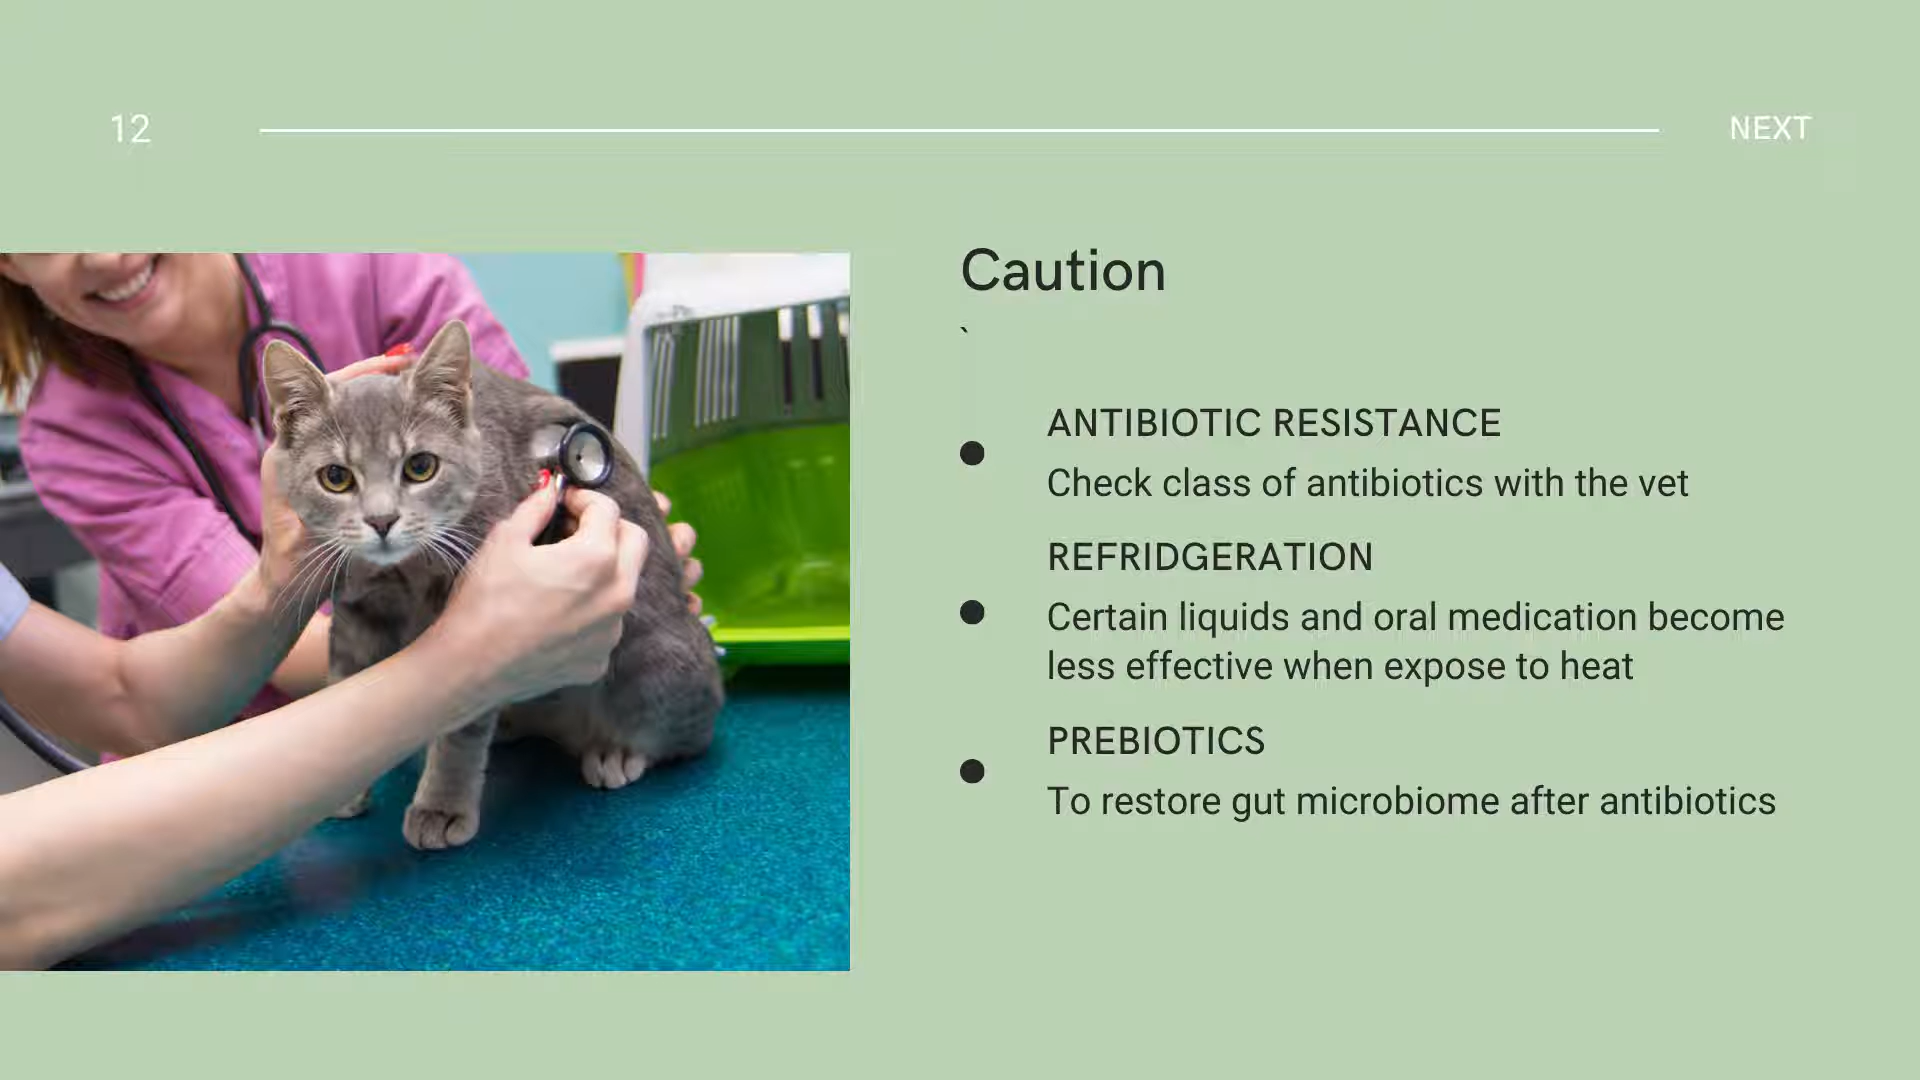 12
NEXT
Caution
`
ANTIBIOTIC RESISTANCE
Check class of antibiotics with the vet
REFRIDGERATION
Certain liquids and oral medication become
less effective when expose to heat
PREBIOTICS
To restore gut microbiome after antibiotics